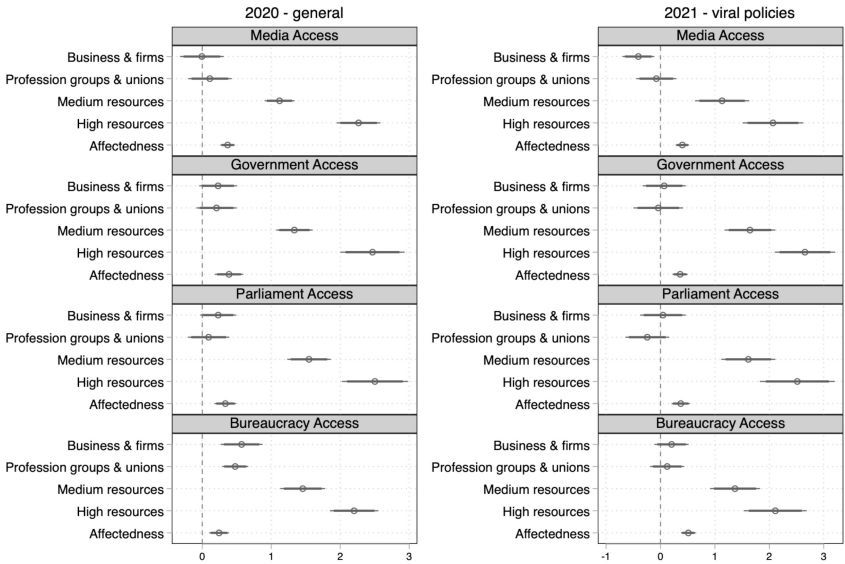 2020 - general
Media Access
Business & firms
Profession groups & unions
Medium resources
High resources
Affectedness
Government Access
Business & firms
Profession groups & unions
Medium resources
High resources
Affectedness
Parliament Access
Business & firms
Profession groups & unions
Medium resources
High resources
Affectedness
Bureaucracy Access
Business & firms
Profession groups & unions
Medium resources
High resources
Affectedness
0 1 2 3
2021 - viral policies
Media Access
Business & firms
Profession groups & unions
Medium resources
High resources
Affectedness
Government Access
Business & firms
Profession groups & unions
Medium resources
High resources
Affectedness
Parliament Access
Business & firms
Profession groups & unions
Medium resources
High resources
Affectedness
Bureaucracy Access
Business & firms
Profession groups & unions
Medium resources
High resources
Affectedness
-1 0 1 2 3